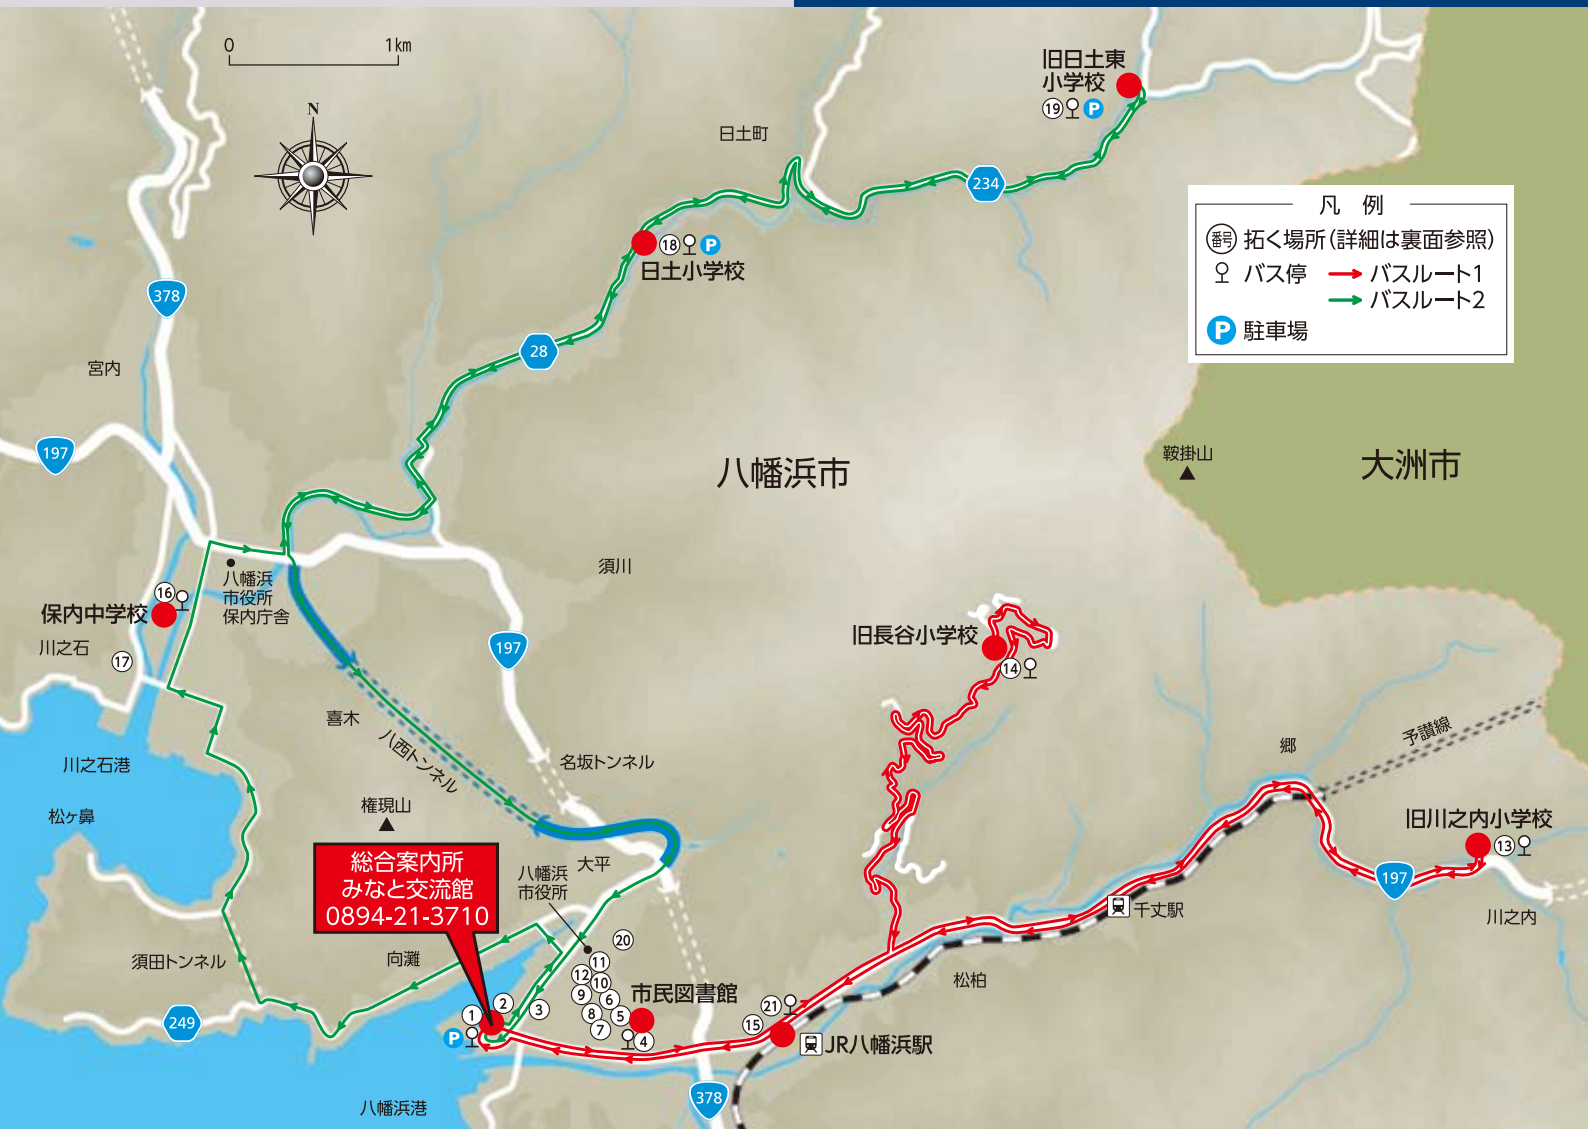 0 1km
N
旧日土東
小学校
19 P
日土町
234
凡 例
番号 拓く場所(詳細は裏面参照)
バス停 バスルート1
バスルート2
P 駐車場
18 P
日土小学校
378
28
宮内
197
八幡浜市
鞍掛山
大洲市
八幡浜
市役所
保内庁舎
須川
16
保内中学校
川之石
17
197
旧長谷小学校
14
喜木
八西トンネル
名坂トンネル
郷
予讃線
川之石港
松ヶ鼻
権現山
旧川之内小学校
13
総合案内所
みなと交流館
0894-21-3710
八幡浜
市役所
大平
197
千丈駅
川之内
須田トンネル
向灘
20
11
12
10
9
6
8
5
7
4
市民図書館
松柏
249
1
2
3
P
21
15
JR八幡浜駅
378
八幡浜港